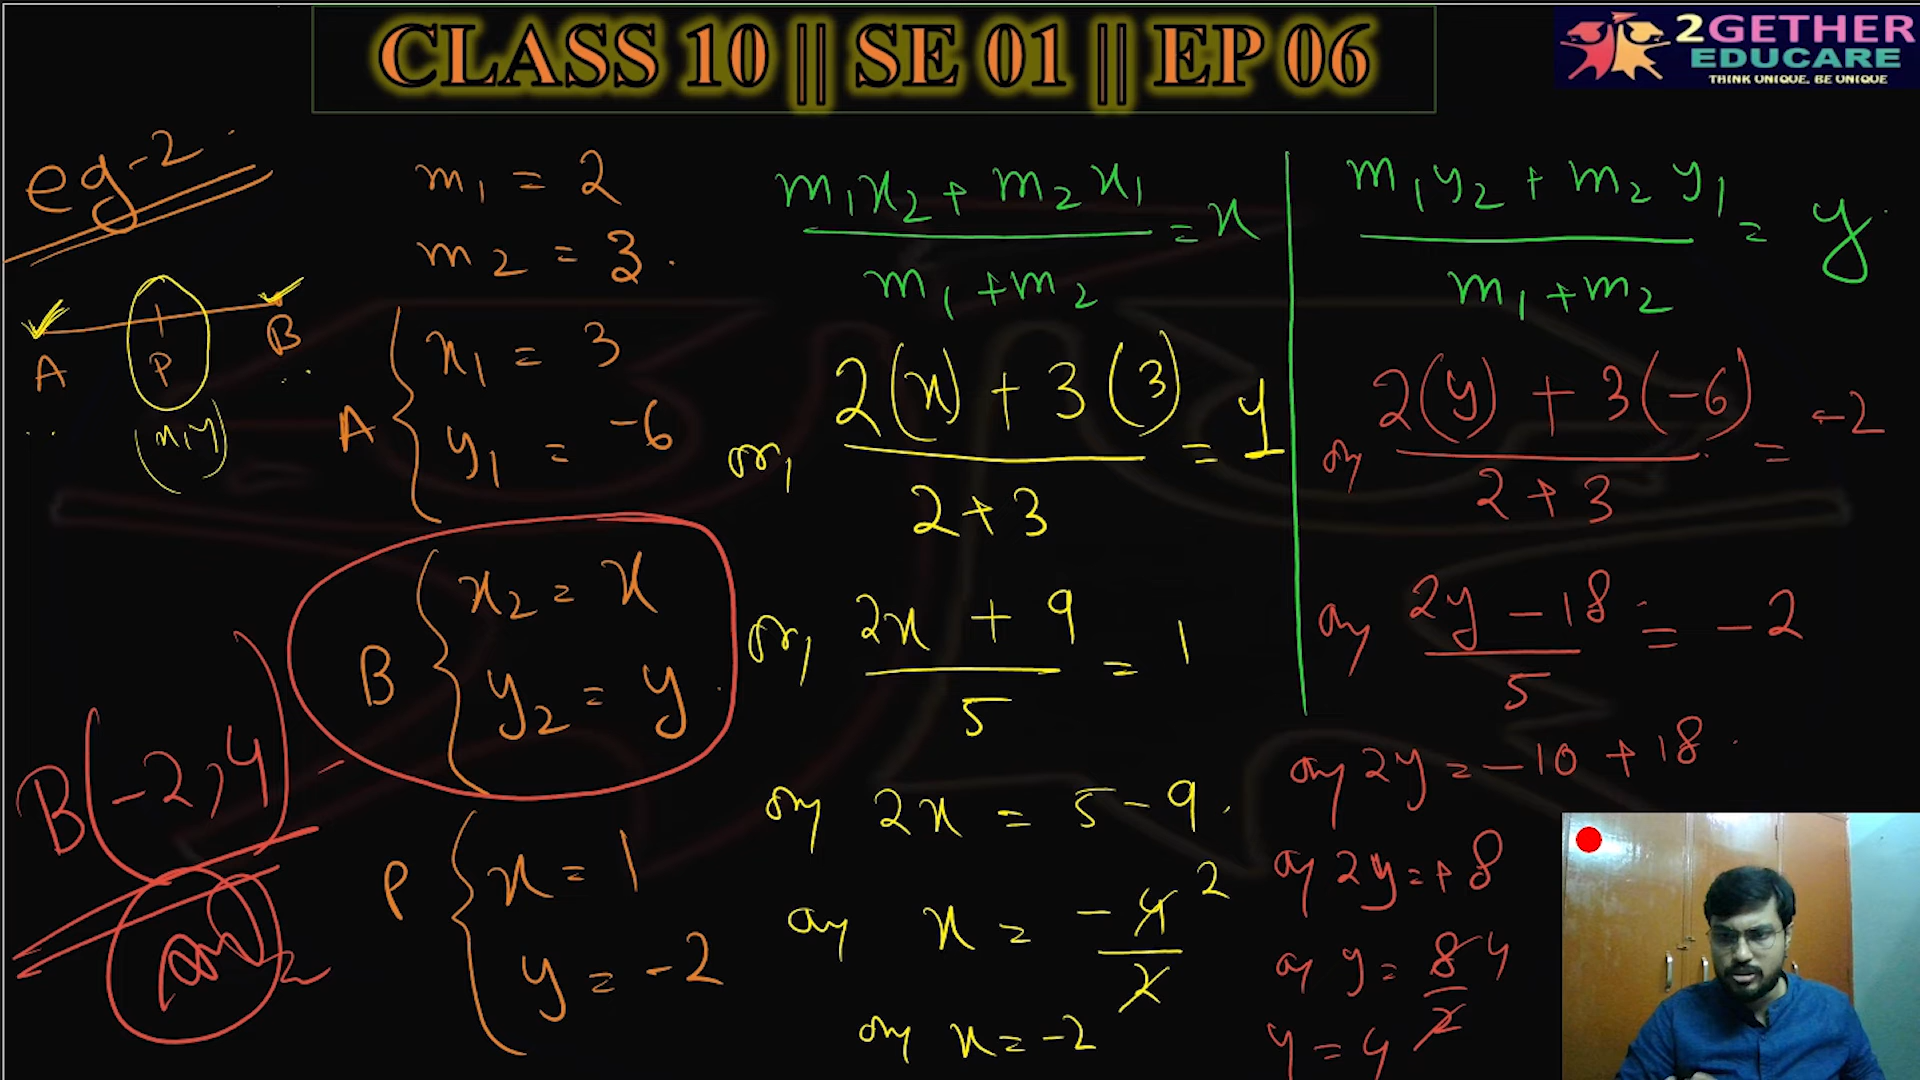 CLASS 10 || SE 01 || EP 06
2GETHER
EDUCARE
THINK UNIQUE. BE UNIQUE
eg-2
A P B
(x,y)
m1 = 2
m2 = 3
A { x1 = 3
y1 = -6
B { x2 = x
y2 = y
P { x = 1
y = -2
B(-2,4)
m1x2 + m2x1 / m1 + m2 = x
or, 2(x) + 3(3) / 2+3 = 1
or, 2x + 9 / 5 = 1
or, 2x = 5-9
or, x = -4/2 2
or, x = -2
m1y2 + m2y1 / m1 + m2 = y
or, 2(y) + 3(-6) / 2+3 = -2
or, 2y - 18 / 5 = -2
or, 2y = -10 + 18
or, 2y = +8
or, y = 8/2 4
y = 4